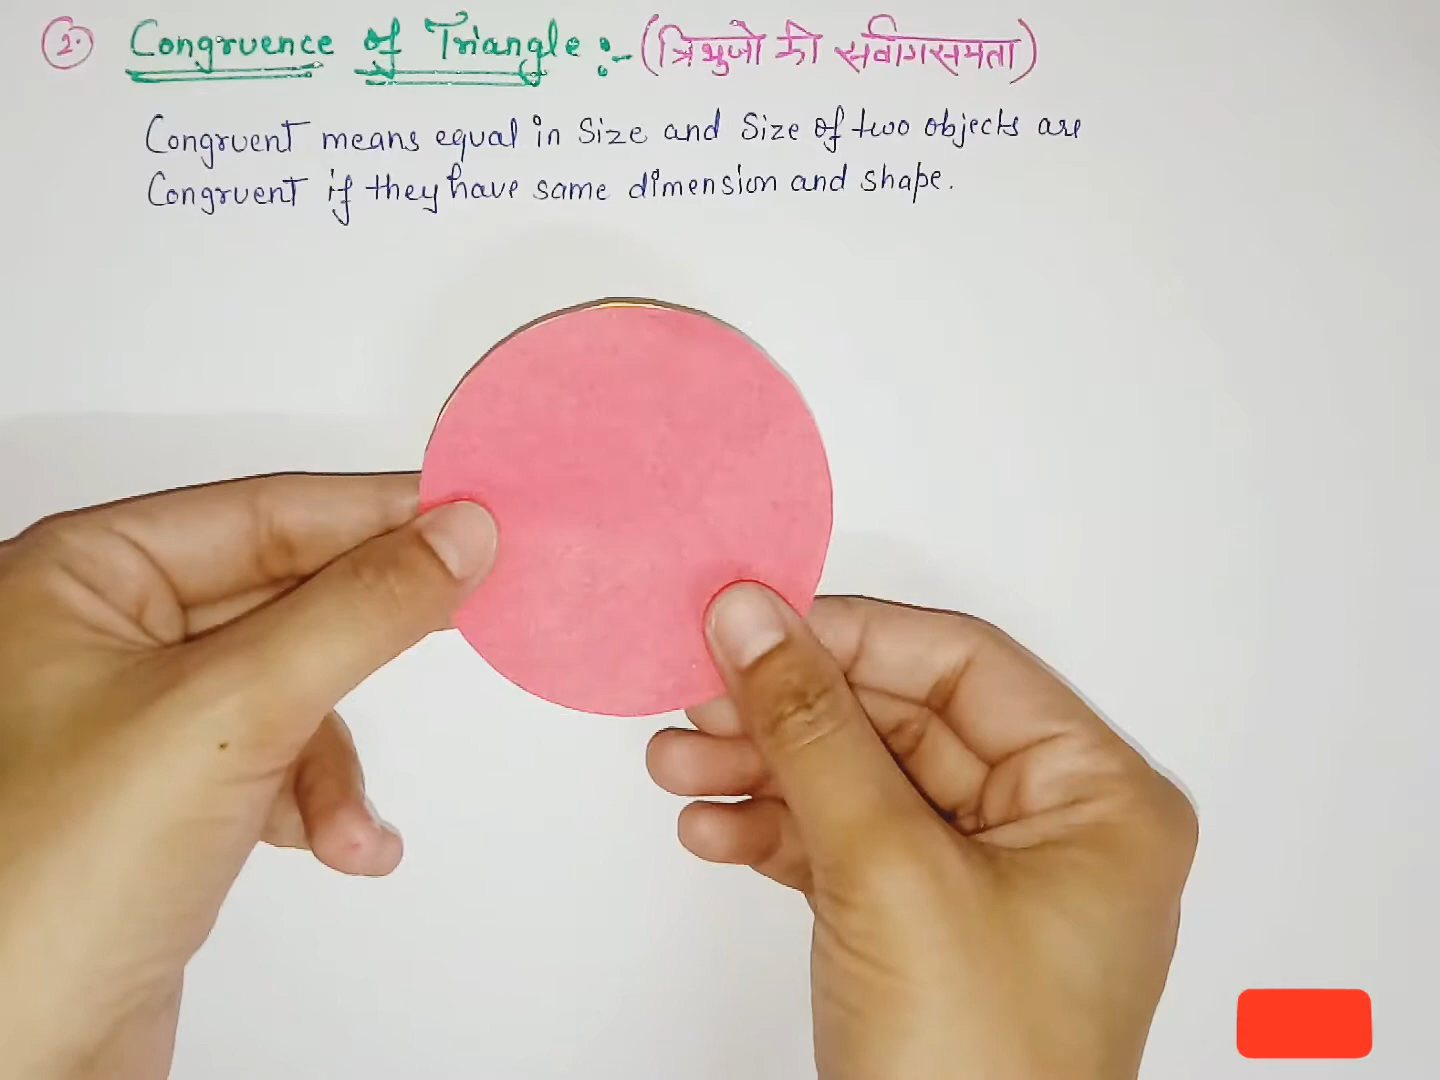 2. Congruence of Triangle :- (त्रिभुजो की सर्वांगसमता)
Congruent means equal in size and size of two objects are
Congruent if they have same dimension and shape.